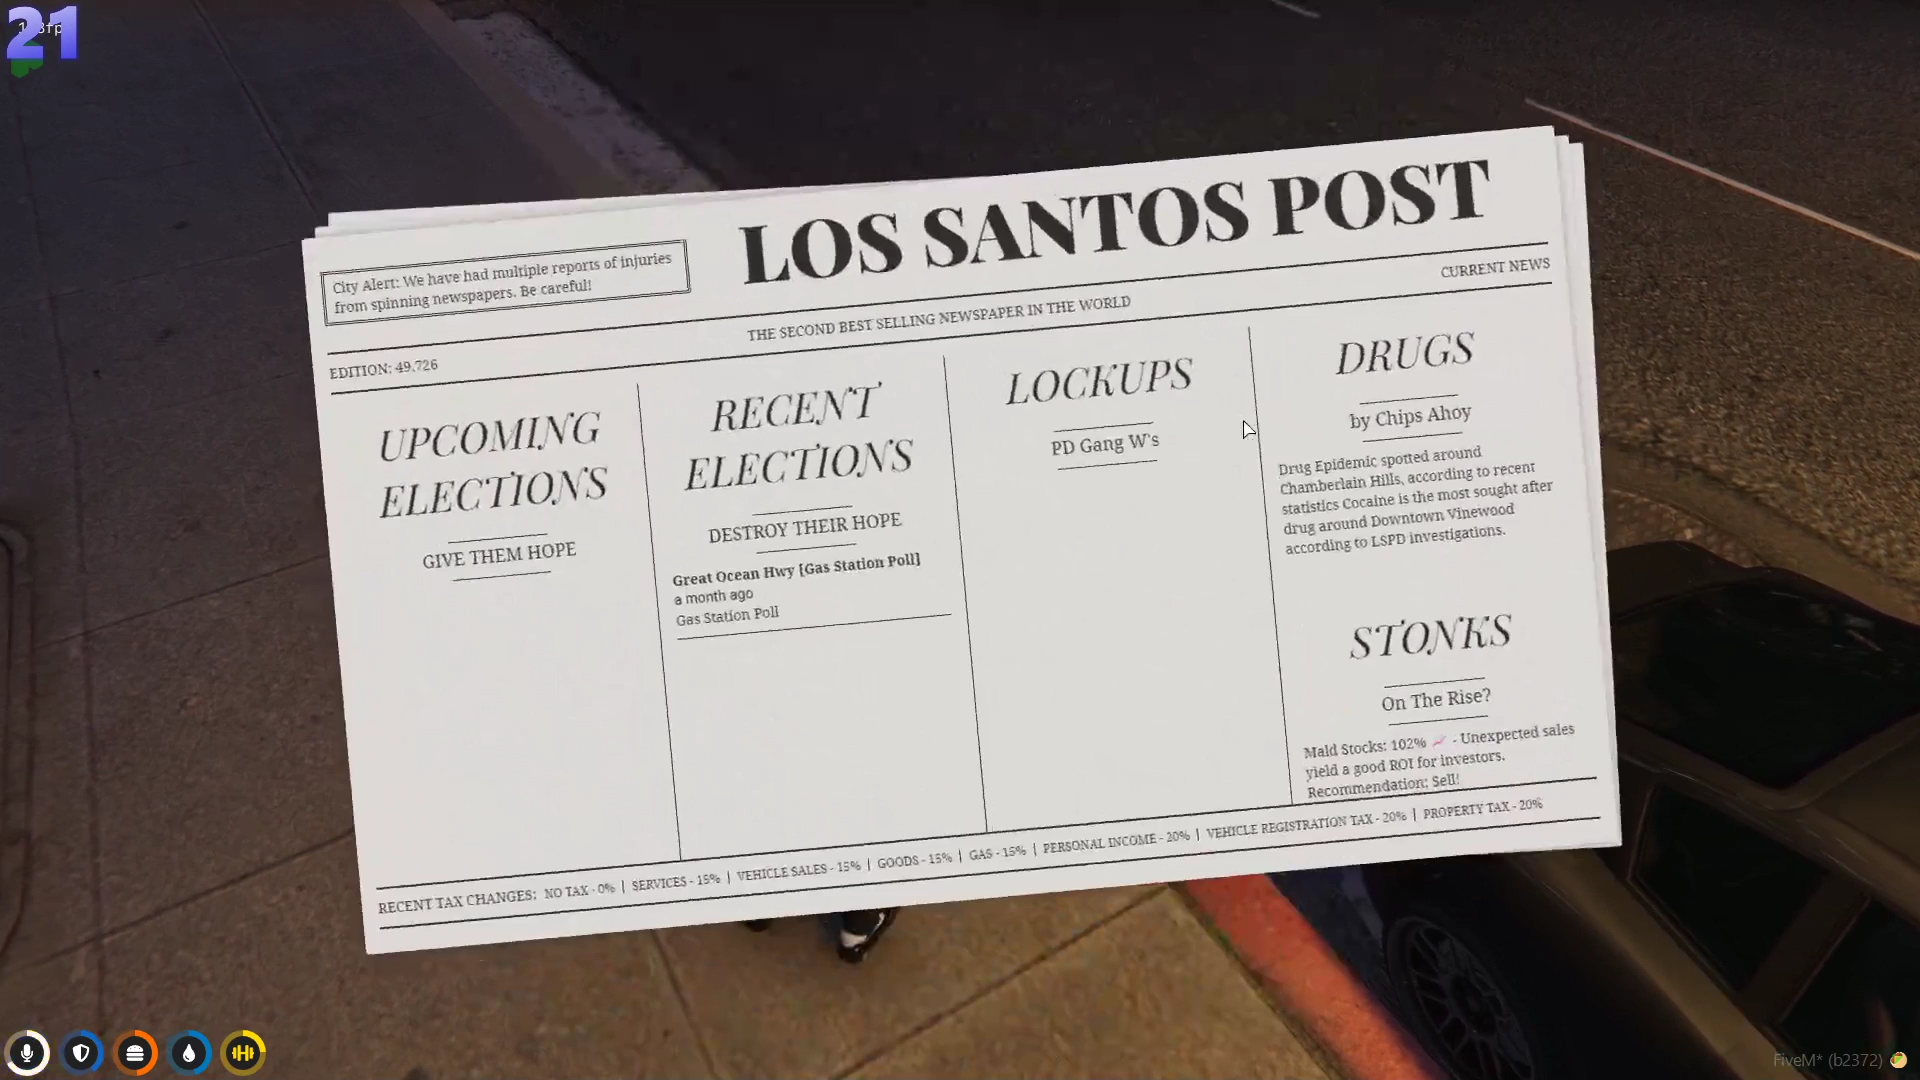 21
City Alert: We have had multiple reports of injuries
from spinning newspapers. Be careful!
LOS SANTOS POST
EDITION: 49.726
THE SECOND BEST SELLING NEWSPAPER IN THE WORLD
CURRENT NEWS
UPCOMING
ELECTIONS
GIVE THEM HOPE
RECENT
ELECTIONS
DESTROY THEIR HOPE
Great Ocean Hwy [Gas Station Poll]
a month ago
Gas Station Poll
LOCKUPS
PD Gang W's
DRUGS
by Chips Ahoy
Drug Epidemic spotted around
Chamberlain Hills, according to recent
statistics Cocaine is the most sought after
drug around Downtown Vinewood
according to LSPD investigations.
STONKS
On The Rise?
Mald Stocks: 102% 📈 - Unexpected sales
yield a good ROI for investors.
Recommendation: Sell!
RECENT TAX CHANGES: NO TAX - 0% | SERVICES - 15% | VEHICLE SALES - 15% | GOODS - 15% | GAS - 15% | PERSONAL INCOME - 20% | VEHICLE REGISTRATION TAX - 20% | PROPERTY TAX - 20%
FiveM* (b2372)